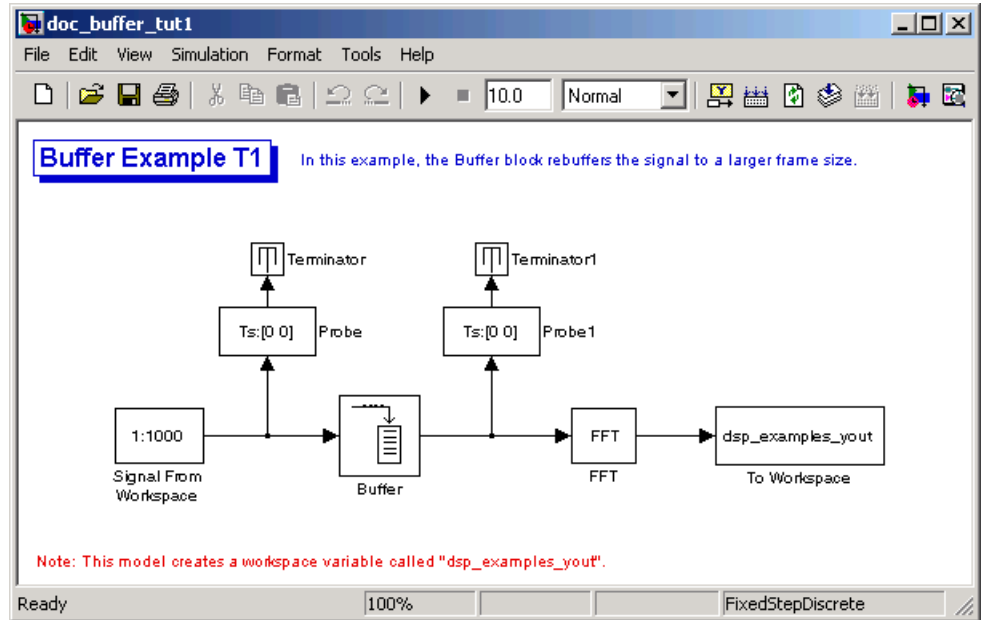 doc_buffer_tut1
File Edit View Simulation Format Tools Help
10.0 Normal
Buffer Example T1
In this example, the Buffer block rebuffers the signal to a larger frame size.
Terminator
Terminator1
Ts:[0 0]
Probe
Ts:[0 0]
Probe1
1:1000
FFT
dsp_examples_yout
Signal From
Workspace
Buffer
FFT
To Workspace
Note: This model creates a workspace variable called "dsp_examples_yout".
Ready
100%
FixedStepDiscrete